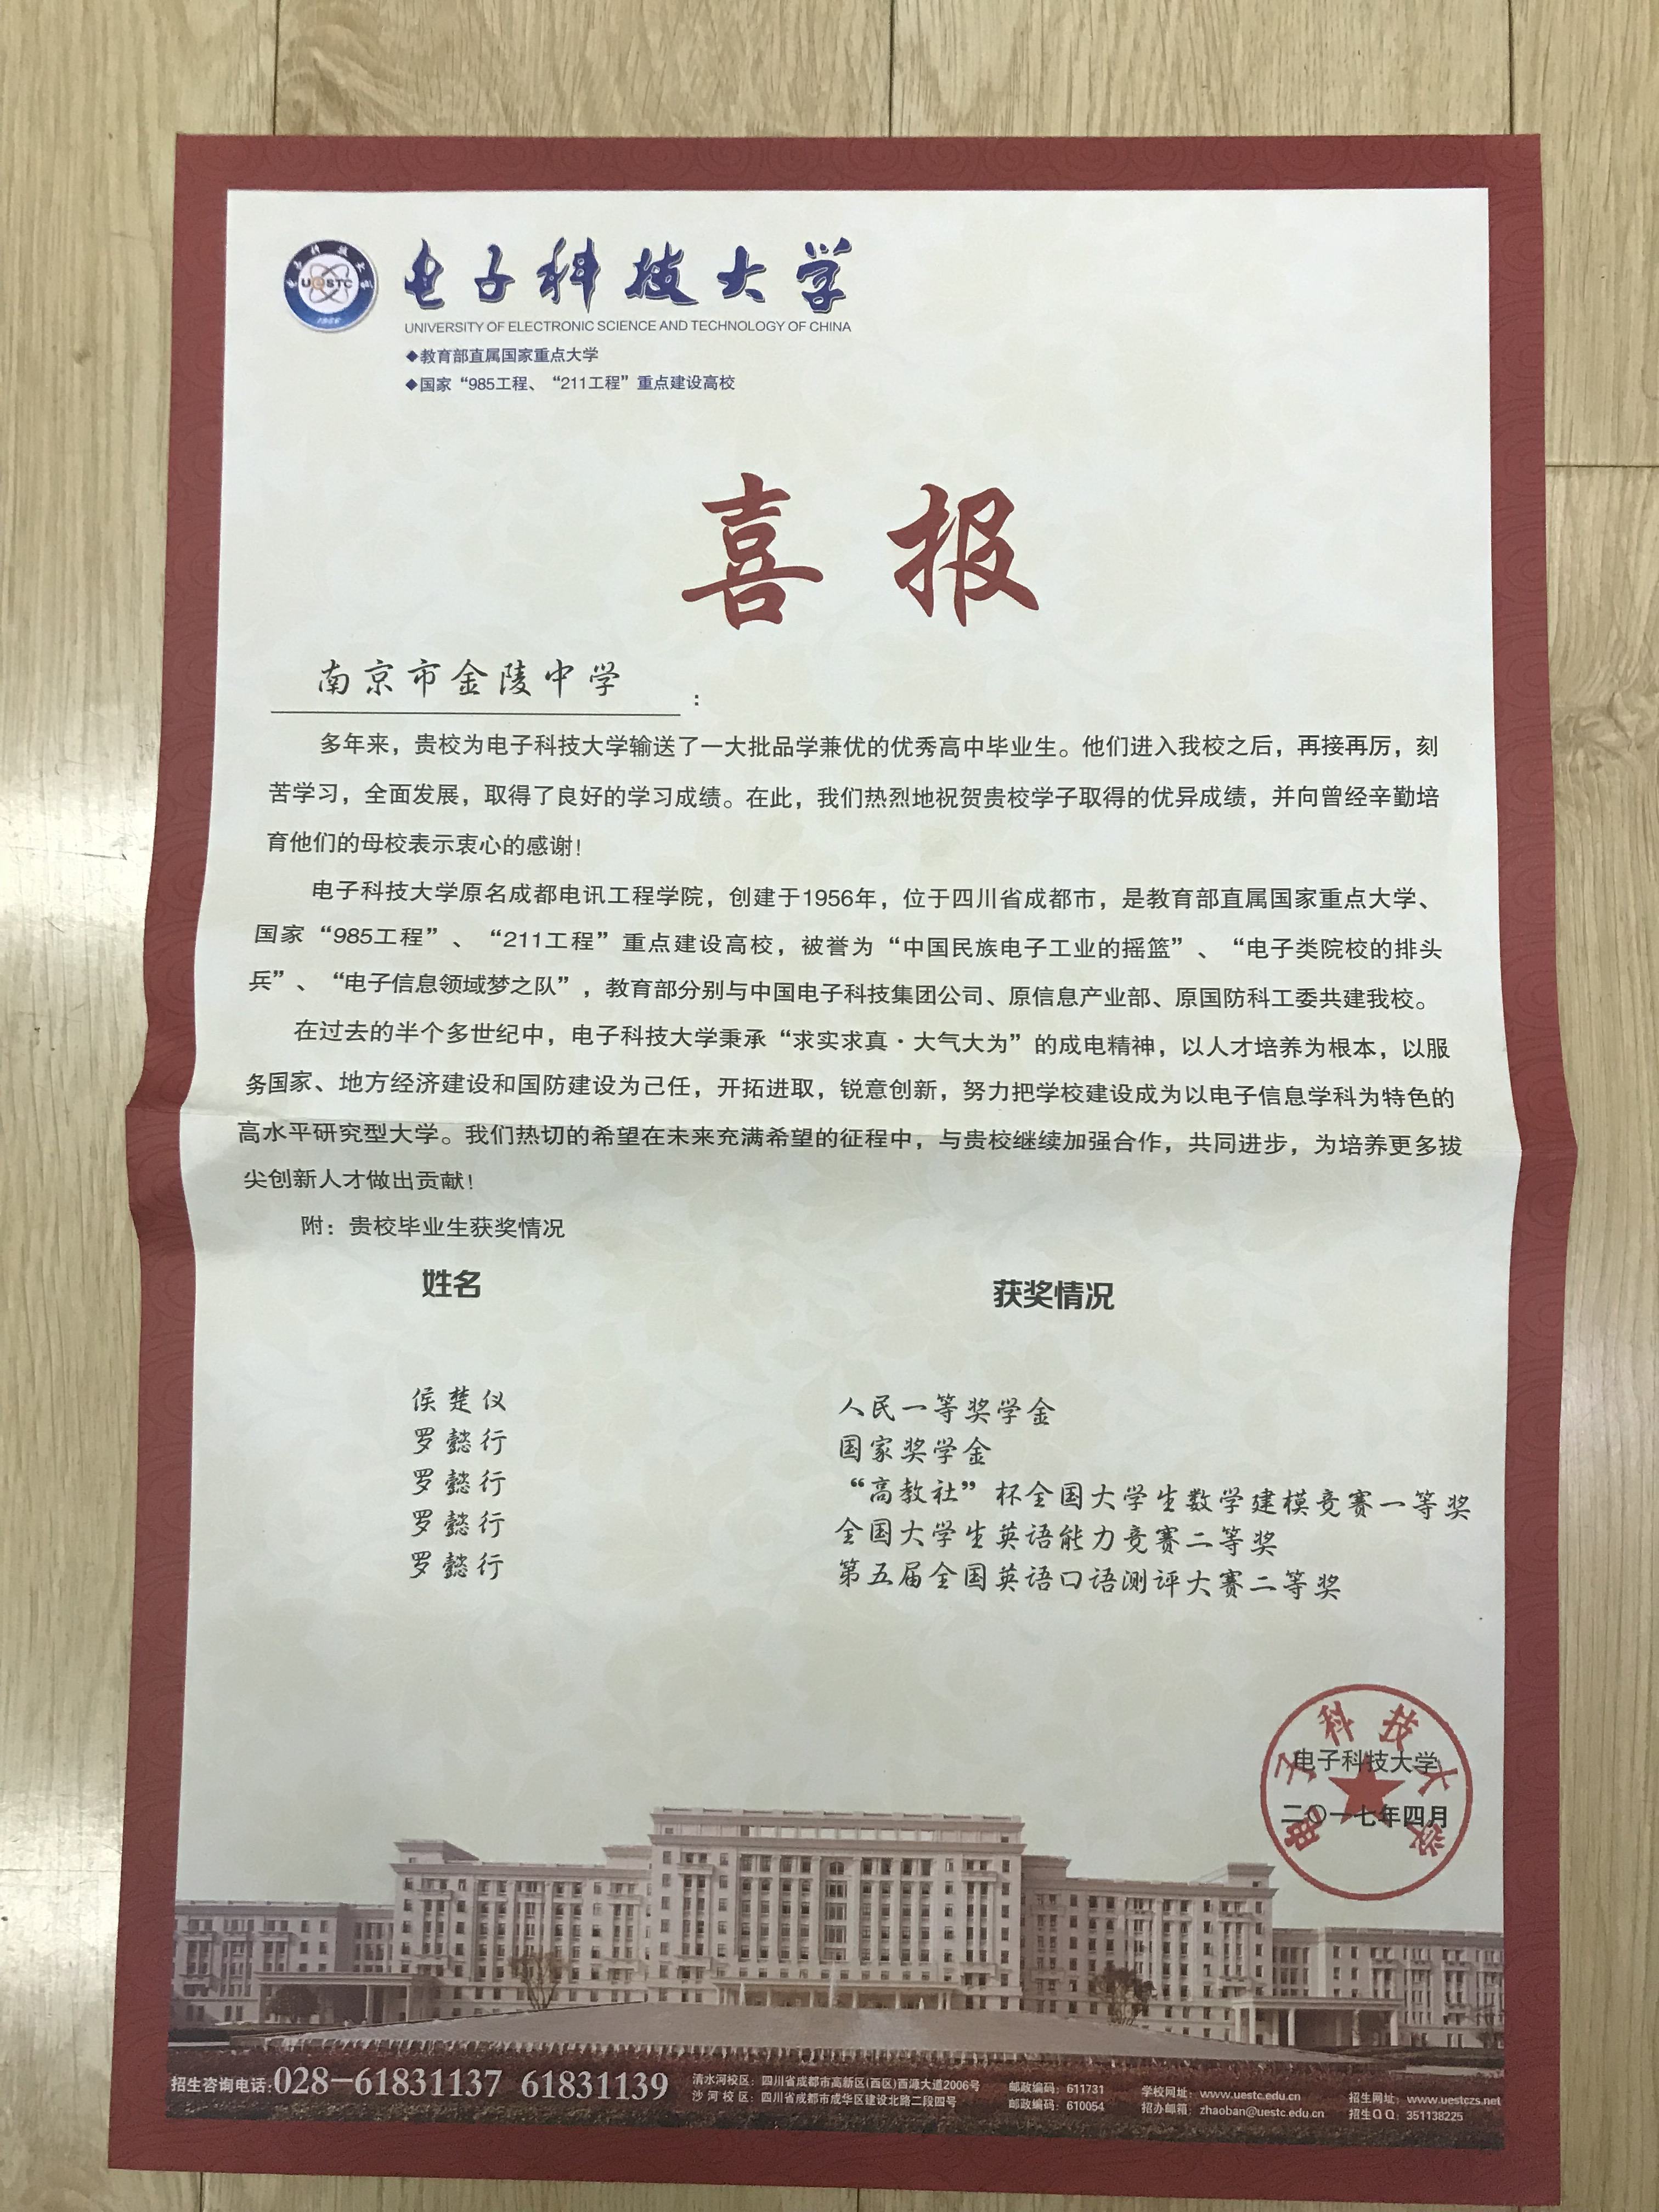 电子科技大学
UESTC
1956
电子科技大学
UNIVERSITY OF ELECTRONIC SCIENCE AND TECHNOLOGY OF CHINA
◆教育部直属国家重点大学
◆国家“985工程、“211工程”重点建设高校
喜报
南京市金陵中学：
多年来，贵校为电子科技大学输送了一大批品学兼优的优秀高中毕业生。他们进入我校之后，再接再厉，刻
苦学习，全面发展，取得了良好的学习成绩。在此，我们热烈地祝贺贵校学子取得的优异成绩，并向曾经辛勤培
育他们的母校表示衷心的感谢！
电子科技大学原名成都电讯工程学院，创建于1956年，位于四川省成都市，是教育部直属国家重点大学、
国家“985工程”、“211工程”重点建设高校，被誉为“中国民族电子工业的摇篮”、“电子类院校的排头
兵”、“电子信息领域梦之队”，教育部分别与中国电子科技集团公司、原信息产业部、原国防科工委共建我校。
在过去的半个多世纪中，电子科技大学秉承“求实求真·大气大为”的成电精神，以人才培养为根本，以服
务国家、地方经济建设和国防建设为己任，开拓进取，锐意创新，努力把学校建设成为以电子信息学科为特色的
高水平研究型大学。我们热切的希望在未来充满希望的征程中，与贵校继续加强合作，共同进步，为培养更多拔
尖创新人才做出贡献！
附：贵校毕业生获奖情况
姓名 获奖情况
侯楚仪 人民一等奖学金
罗懿行 国家奖学金
罗懿行 “高教社”杯全国大学生数学建模竞赛一等奖
罗懿行 全国大学生英语能力竞赛二等奖
罗懿行 第五届全国英语口语测评大赛二等奖
电子科技大学
电子科技大学
二〇一七年四月
招生咨询电话:028-61831137 61831139
清水河校区：四川省成都市高新区(西区)西源大道2006号 邮政编码：611731
沙河校区：四川省成都市成华区建设北路二段四号 邮政编码：610054
学校网址：www.uestc.edu.cn 招生网址：www.uestczs.net
招办邮箱：zhaoban@uestc.edu.cn 招生QQ：351138225